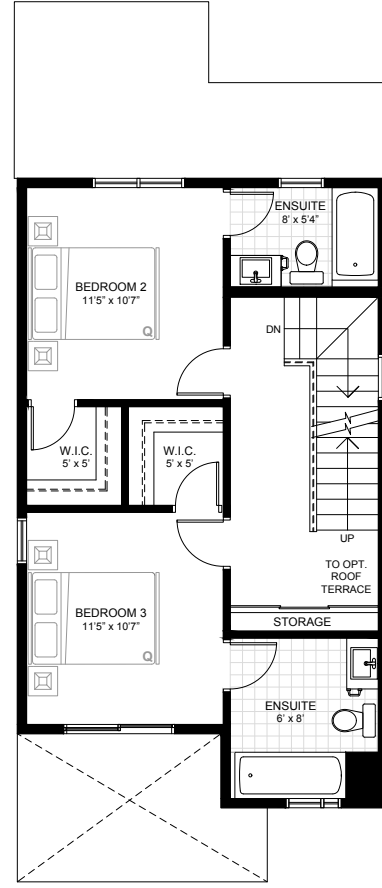 ENSUITE
8' x 5'4"
BEDROOM 2
11'5" x 10'7"
Q
DN
W.I.C.
5' x 5'
W.I.C.
5' x 5'
UP
TO OPT.
ROOF
TERRACE
BEDROOM 3
11'5" x 10'7"
Q
STORAGE
ENSUITE
6' x 8'